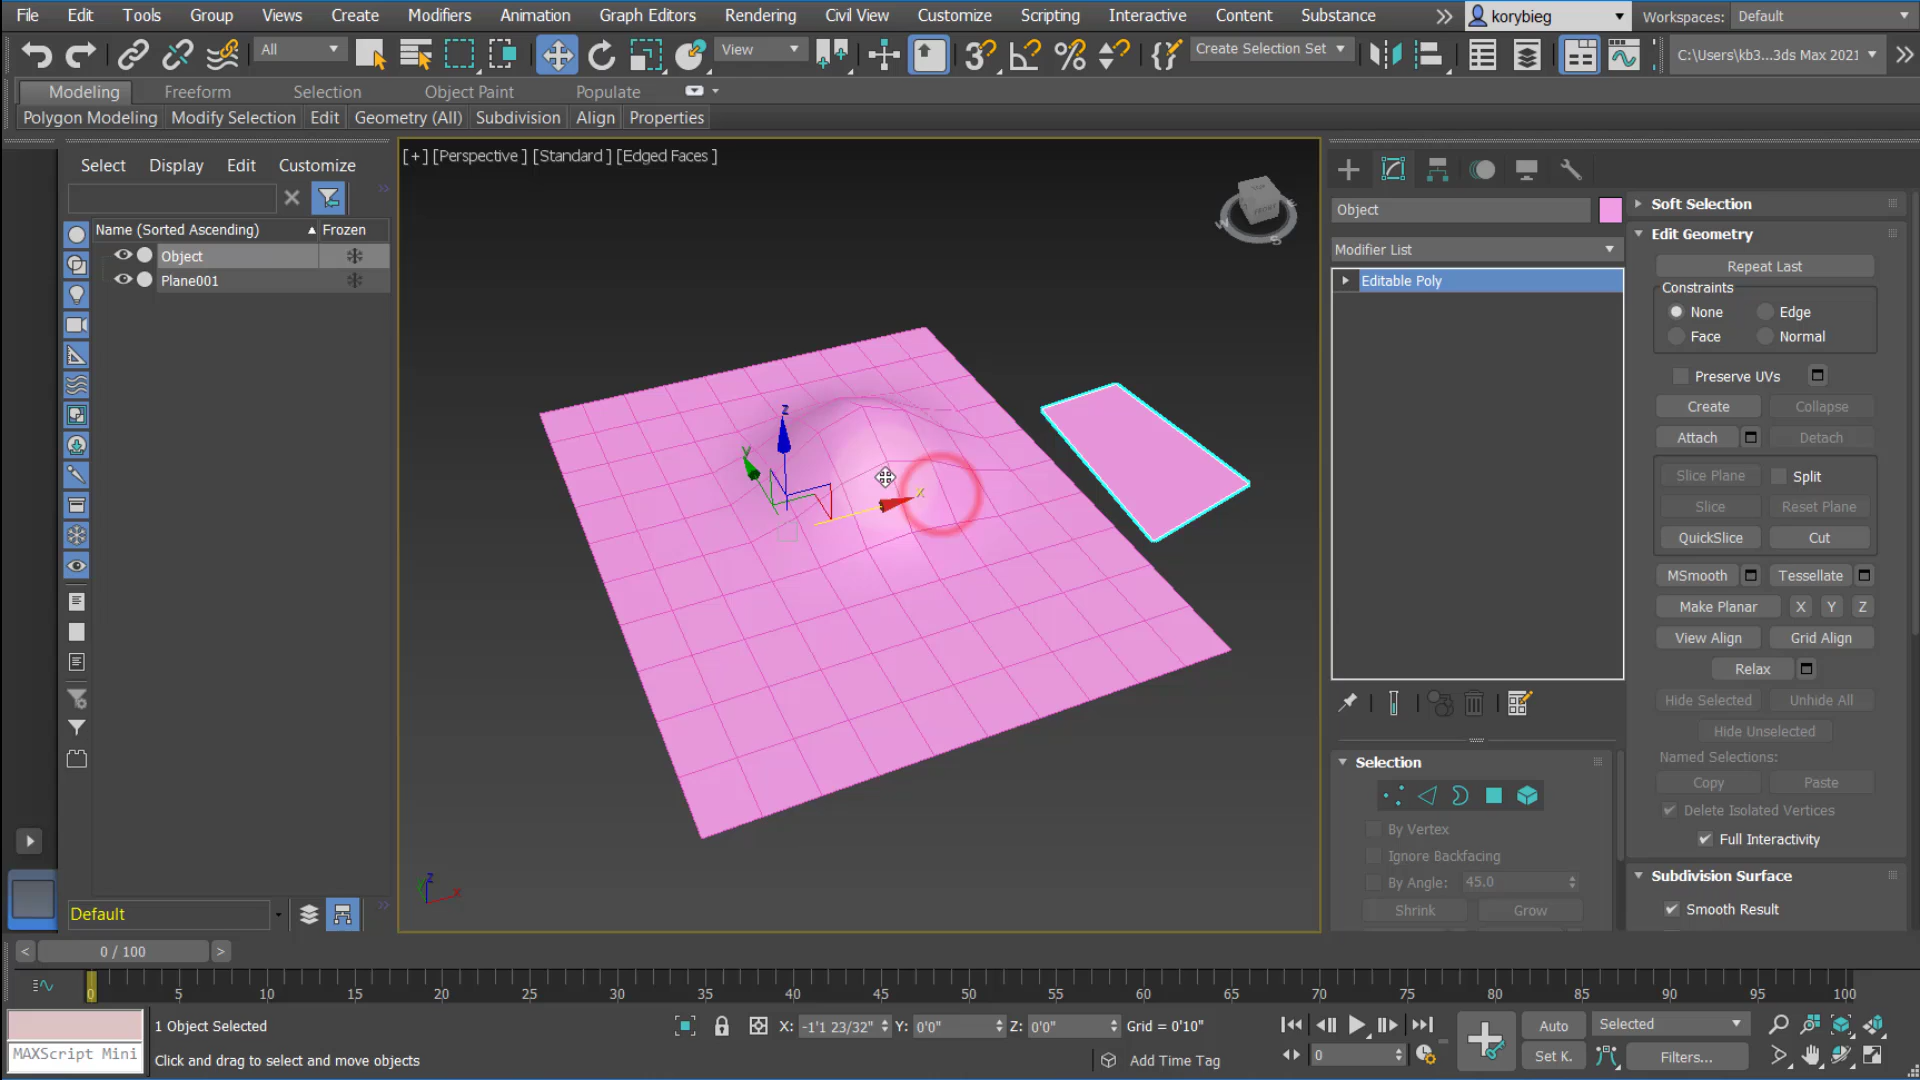 File Edit Tools Group Views Create Modifiers Animation Graph Editors Rendering Civil View Customize Scripting Interactive Content Substance korybieg Workspaces: Default
All View Create Selection Set C:\Users\kb3...3ds Max 2021
Modeling Freeform Selection Object Paint Populate
Polygon Modeling Modify Selection Edit Geometry (All) Subdivision Align Properties
Select Display Edit Customize
Name (Sorted Ascending) Frozen
Object
Plane001
Default
[+] [Perspective ] [Standard ] [Edged Faces ]
FRONT
W
S
z
y
x
z
x
Object
Modifier List
Editable Poly
Selection
By Vertex
Ignore Backfacing
By Angle: 45.0
Shrink Grow
Soft Selection
Edit Geometry
Repeat Last
Constraints
None Edge
Face Normal
Preserve UVs
Create Collapse
Attach Detach
Slice Plane Split
Slice Reset Plane
QuickSlice Cut
MSmooth Tessellate
Make Planar X Y Z
View Align Grid Align
Relax
Hide Selected Unhide All
Hide Unselected
Named Selections:
Copy Paste
Delete Isolated Vertices
Full Interactivity
Subdivision Surface
Smooth Result
< 0 / 100 >
0 5 10 15 20 25 30 35 40 45 50 55 60 65 70 75 80 85 90 95 100
1 Object Selected X: -1'1 23/32" Y: 0'0" Z: 0'0" Grid = 0'10" Auto Selected
MAXScript Mini Click and drag to select and move objects Add Time Tag 0 Set K. Filters...